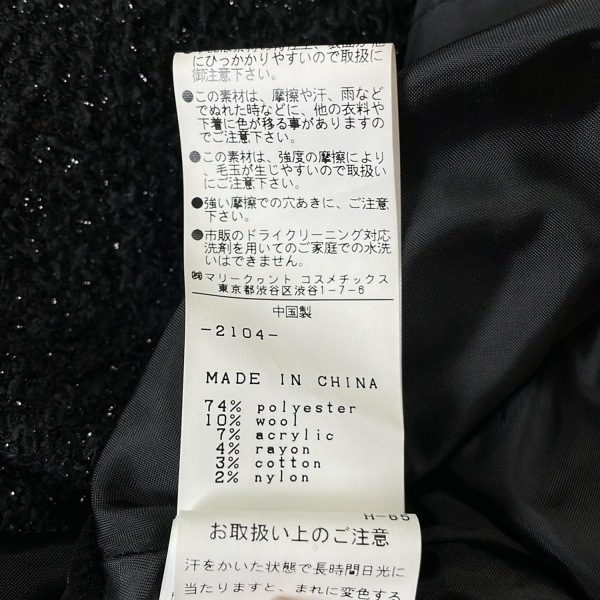 にひっかかりやすいので取扱に
御注意下さい。
●この素材は、摩擦や汗、雨など
でぬれた時などに、他の衣料や
下着に色が移る事がありますの
でご注意下さい。
●この素材は、強度の摩擦により
、毛玉が生じやすいので取扱い
にご注意下さい。
●強い摩擦での穴あきに、ご注意
下さい。
●市販のドライクリーニング対応
洗剤を用いてのご家庭での水洗
いはできません。
㈱マリークヮント コスメチックス
東京都渋谷区渋谷1-7-6
中国製
-2104-
MADE IN CHINA
74% polyester
10% wool
7% acrylic
4% rayon
3% cotton
2% nylon
H-65
お取扱い上のご注意
汗をかいた状態で長時間日光に
当たりますと、まれに変色する